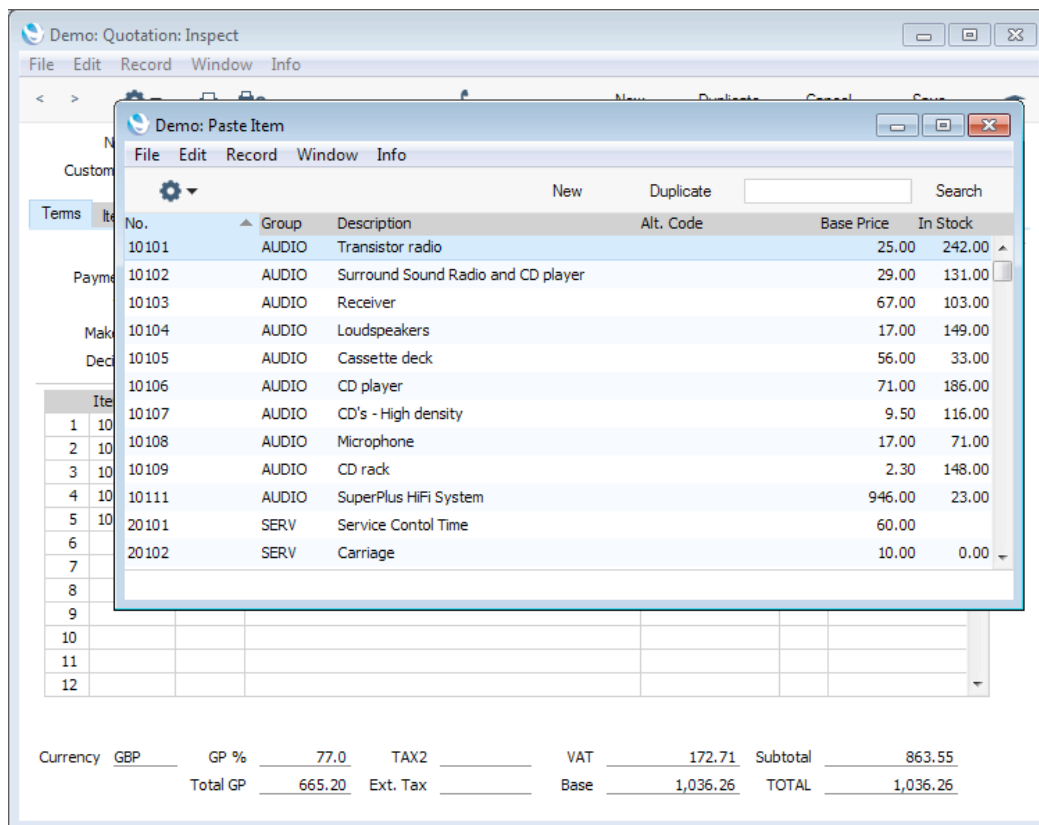 Demo: Quotation: Inspect
File Edit Record Window Info
< >
Demo: Paste Item
File Edit Record Window Info
New Duplicate Search
Custom
Terms
No. Group Description Alt. Code Base Price In Stock
10101 AUDIO Transistor radio 25.00 242.00
10102 AUDIO Surround Sound Radio and CD player 29.00 131.00
10103 AUDIO Receiver 67.00 103.00
10104 AUDIO Loudspeakers 17.00 149.00
10105 AUDIO Cassette deck 56.00 33.00
10106 AUDIO CD player 71.00 186.00
10107 AUDIO CD's - High density 9.50 116.00
10108 AUDIO Microphone 17.00 71.00
10109 AUDIO CD rack 2.30 148.00
10111 AUDIO SuperPlus HiFi System 946.00 23.00
20101 SERV Service Contol Time 60.00
20102 SERV Carriage 10.00 0.00
Payme
Make
Deci
Ite
1 10
2 10
3 10
4 10
5 10
6
7
8
9
10
11
12
Currency GBP GP % 77.0 TAX2 VAT 172.71 Subtotal 863.55
Total GP 665.20 Ext. Tax Base 1,036.26 TOTAL 1,036.26